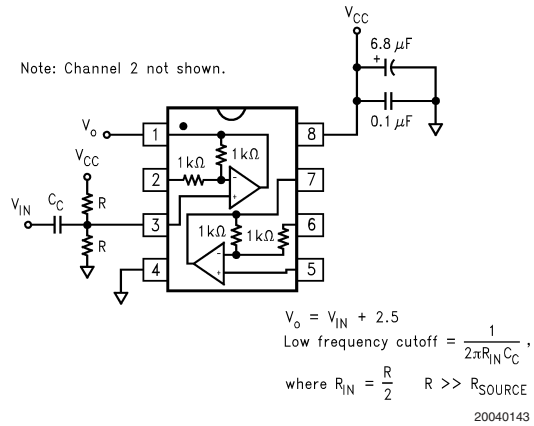 V_CC
6.8 μF
+
Note: Channel 2 not shown.
0.1 μF
V_o
1
8
1kΩ
V_CC
1kΩ
2
7
-
+
R
V_IN
C_C
3
6
1kΩ
1kΩ
R
-
4
5
+
V_o = V_IN + 2.5
Low frequency cutoff = 1 / 2πR_IN C_C ,
where R_IN = R / 2 R >> R_SOURCE
20040143